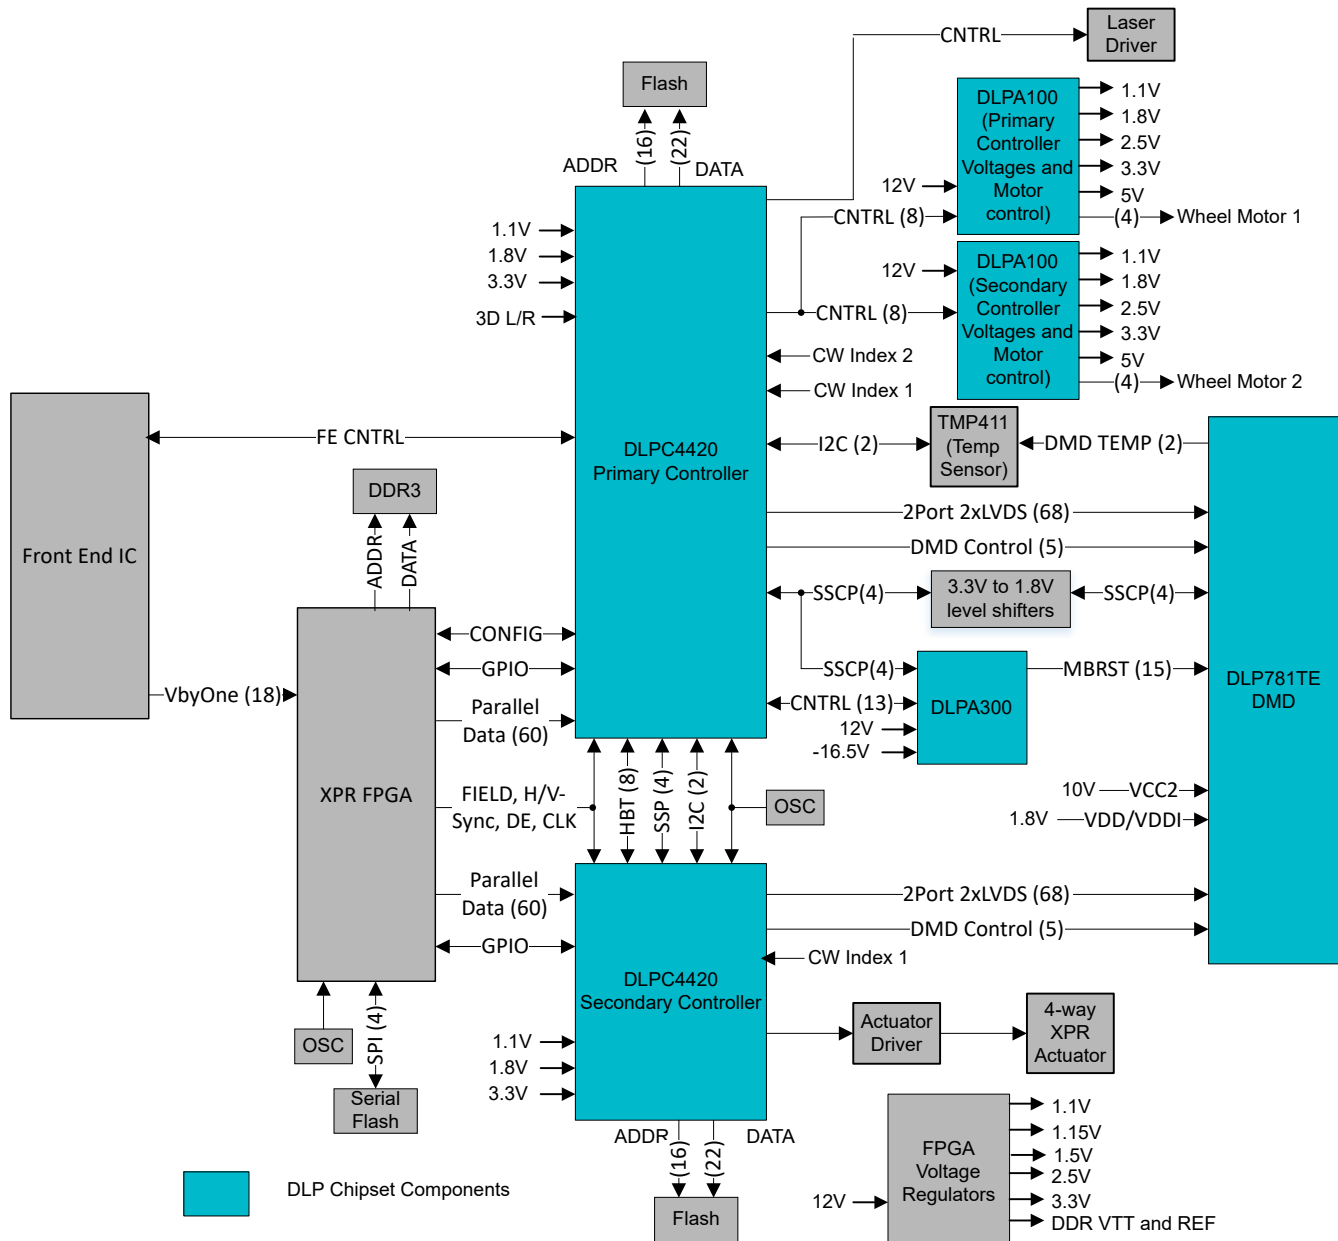 CNTRL
Laser
Driver
Flash
(16)
(22)
ADDR
DATA
DLPA100
(Primary
Controller
Voltages and
Motor
control)
12V
CNTRL (8)
1.1V
1.8V
2.5V
3.3V
5V
(4)
Wheel Motor 1
DLPA100
(Secondary
Controller
Voltages and
Motor
control)
12V
CNTRL (8)
1.1V
1.8V
2.5V
3.3V
5V
(4)
Wheel Motor 2
1.1V
1.8V
3.3V
3D L/R
CW Index 2
CW Index 1
FE CNTRL
DLPC4420
Primary Controller
I2C (2)
TMP411
(Temp
Sensor)
DMD TEMP (2)
Front End IC
DDR3
ADDR
DATA
2Port 2xLVDS (68)
DMD Control (5)
SSCP(4)
3.3V to 1.8V
level shifters
SSCP(4)
CONFIG
GPIO
SSCP(4)
DLPA300
MBRST (15)
DLP781TE
DMD
VbyOne (18)
Parallel
Data (60)
CNTRL (13)
12V
-16.5V
XPR FPGA
FIELD, H/V-
Sync, DE, CLK
HBT (8)
SSP (4)
I2C (2)
OSC
10V
VCC2
1.8V
VDD/VDDI
Parallel
Data (60)
GPIO
2Port 2xLVDS (68)
DMD Control (5)
CW Index 1
DLPC4420
Secondary Controller
OSC
SPI (4)
Serial
Flash
1.1V
1.8V
3.3V
Actuator
Driver
4-way
XPR
Actuator
ADDR
DATA
(16)
(22)
Flash
12V
FPGA
Voltage
Regulators
1.1V
1.15V
1.5V
2.5V
3.3V
DDR VTT and REF
DLP Chipset Components